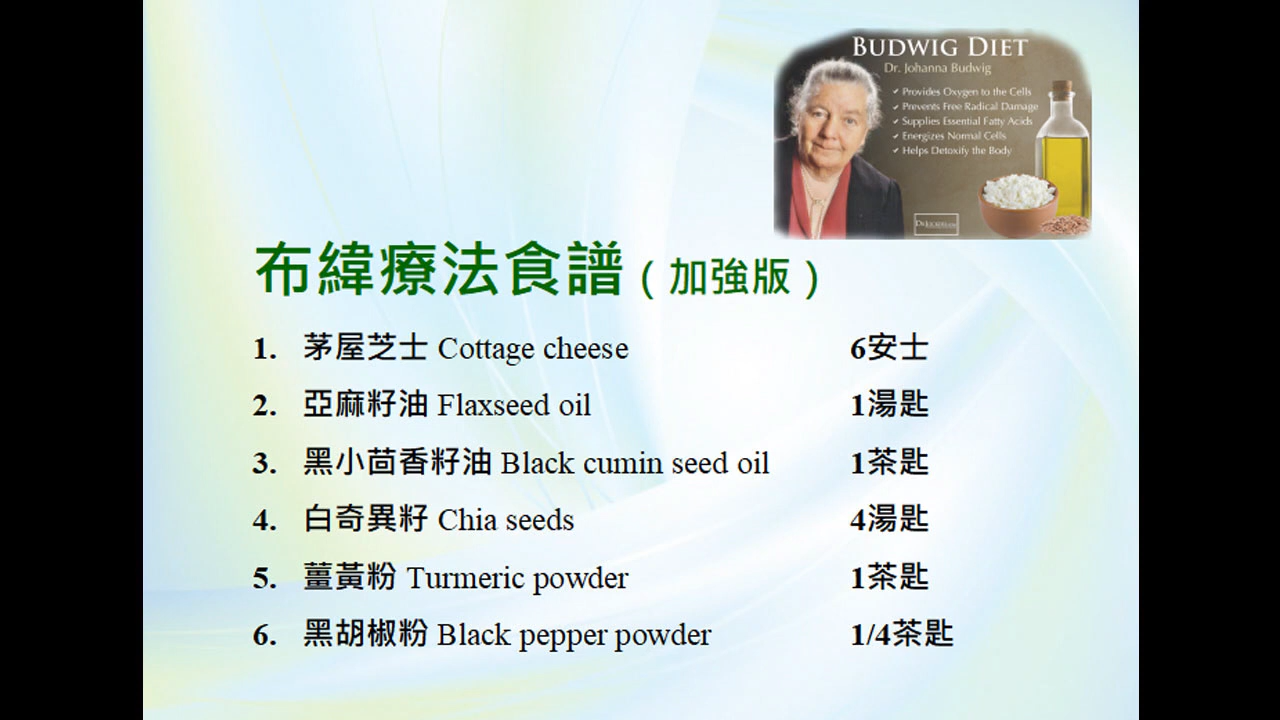 BUDWIG DIET
Dr. Johanna Budwig
✓ Provides Oxygen to the Cells
✓ Prevents Free Radical Damage
✓ Supplies Essential Fatty Acids
✓ Energizes Normal Cells
✓ Helps Detoxify the Body
布緯療法食譜（加強版）
1. 茅屋芝士 Cottage cheese 6安士
2. 亞麻籽油 Flaxseed oil 1湯匙
3. 黑小茴香籽油 Black cumin seed oil 1茶匙
4. 白奇異籽 Chia seeds 4湯匙
5. 薑黃粉 Turmeric powder 1茶匙
6. 黑胡椒粉 Black pepper powder 1/4茶匙